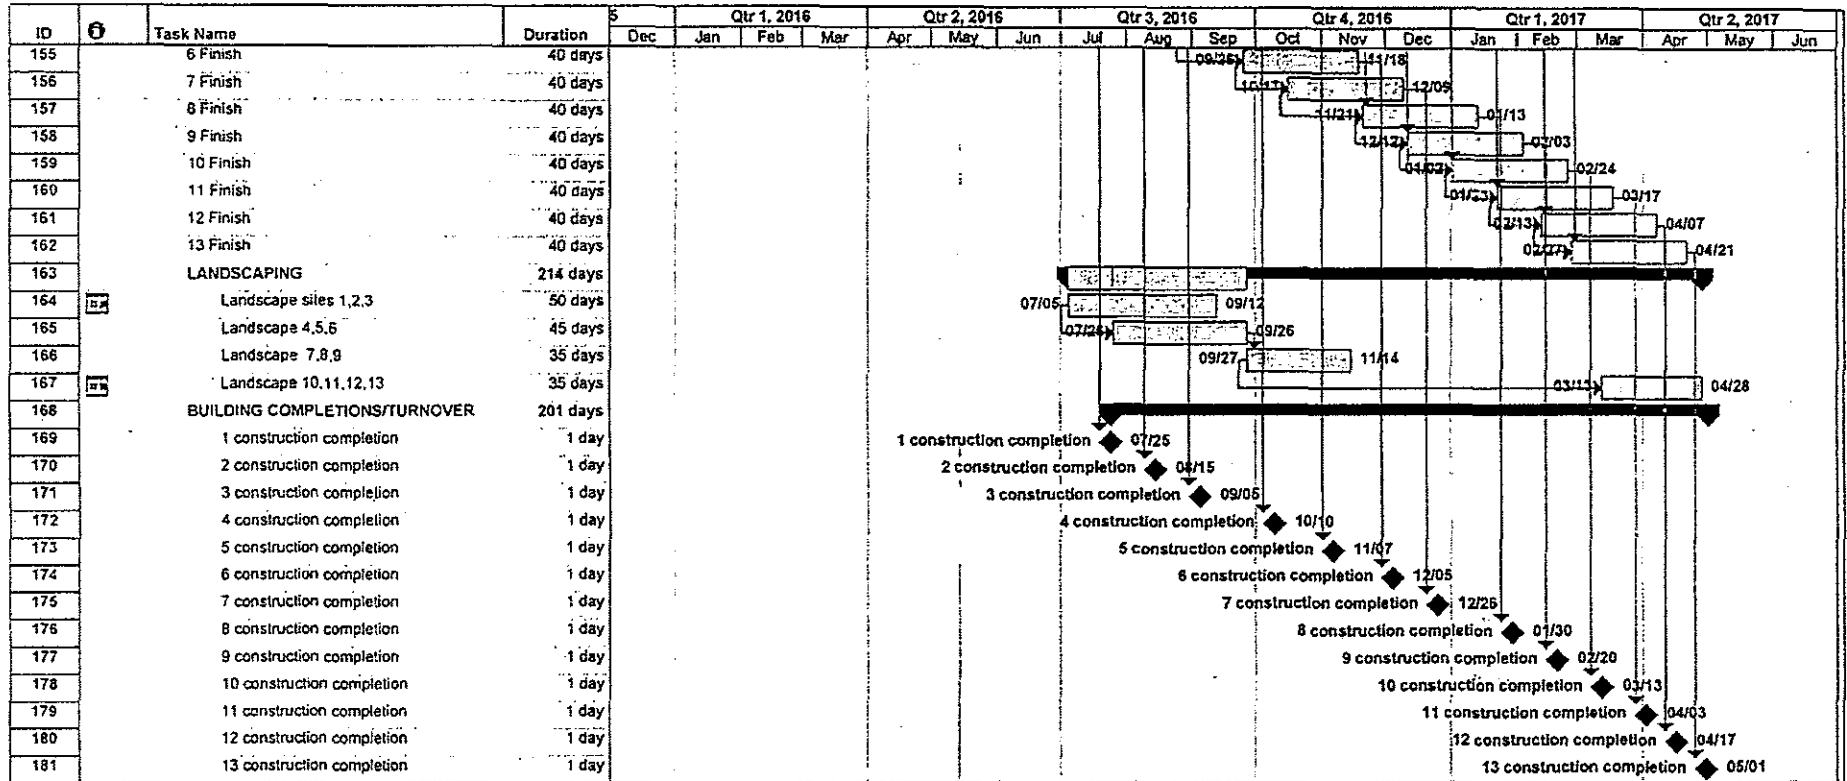 5 Qtr 1, 2016 Qtr 2, 2016 Qtr 3, 2016 Qtr 4, 2016 Qtr 1, 2017 Qtr 2, 2017
ID Task Name Duration Dec Jan Feb Mar Apr May Jun Jul Aug Sep Oct Nov Dec Jan Feb Mar Apr May Jun
155 6 Finish 40 days 09/26 11/18
156 7 Finish 40 days 10/17 12/09
157 8 Finish 40 days 11/21 01/13
158 9 Finish 40 days 12/12 02/03
159 10 Finish 40 days 01/02 02/24
160 11 Finish 40 days 01/23 03/17
161 12 Finish 40 days 02/13 04/07
162 13 Finish 40 days 02/27 04/21
163 LANDSCAPING 214 days
164 Landscape sites 1,2,3 50 days 07/05 09/12
165 Landscape 4,5,6 45 days 07/26 09/26
166 Landscape 7,8,9 35 days 09/27 11/14
167 Landscape 10,11,12,13 35 days 03/13 04/28
168 BUILDING COMPLETIONS/TURNOVER 201 days
169 1 construction completion 1 day 1 construction completion 07/25
170 2 construction completion 1 day 2 construction completion 08/15
171 3 construction completion 1 day 3 construction completion 09/05
172 4 construction completion 1 day 4 construction completion 10/10
173 5 construction completion 1 day 5 construction completion 11/07
174 6 construction completion 1 day 6 construction completion 12/05
175 7 construction completion 1 day 7 construction completion 12/26
176 8 construction completion 1 day 8 construction completion 01/30
177 9 construction completion 1 day 9 construction completion 02/20
178 10 construction completion 1 day 10 construction completion 03/13
179 11 construction completion 1 day 11 construction completion 04/03
180 12 construction completion 1 day 12 construction completion 04/17
181 13 construction completion 1 day 13 construction completion 05/01